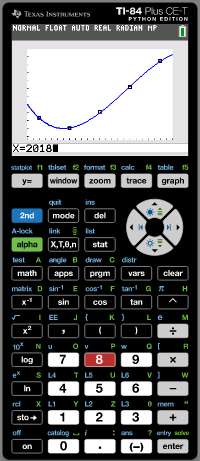 TEXAS INSTRUMENTS TI-84 Plus CE-T
PYTHON EDITION
NORMAL FLOAT AUTO REAL RADIAN MP
X=2018
statplot f1 tblset f2 format f3 calc f4 table f5
y= window zoom trace graph
quit ins
2nd mode del
A-lock link list
alpha X,T,θ,n stat
test A angle B draw C distr
math apps prgm vars clear
matrix D sin⁻¹ E cos⁻¹ F tan⁻¹ G π H
x⁻¹ sin cos tan ^
√ I EE J { K } L e M
x² , ( ) ÷
10ˣ N u O v P w Q [ R
log 7 8 9 ×
eˣ S L4 T L5 U L6 V ] W
ln 4 5 6 −
rcl X L1 Y L2 Z L3 θ mem "
sto→ 1 2 3 +
off catalog ⎵ i : ans ? entry solve
on 0 . (−) enter